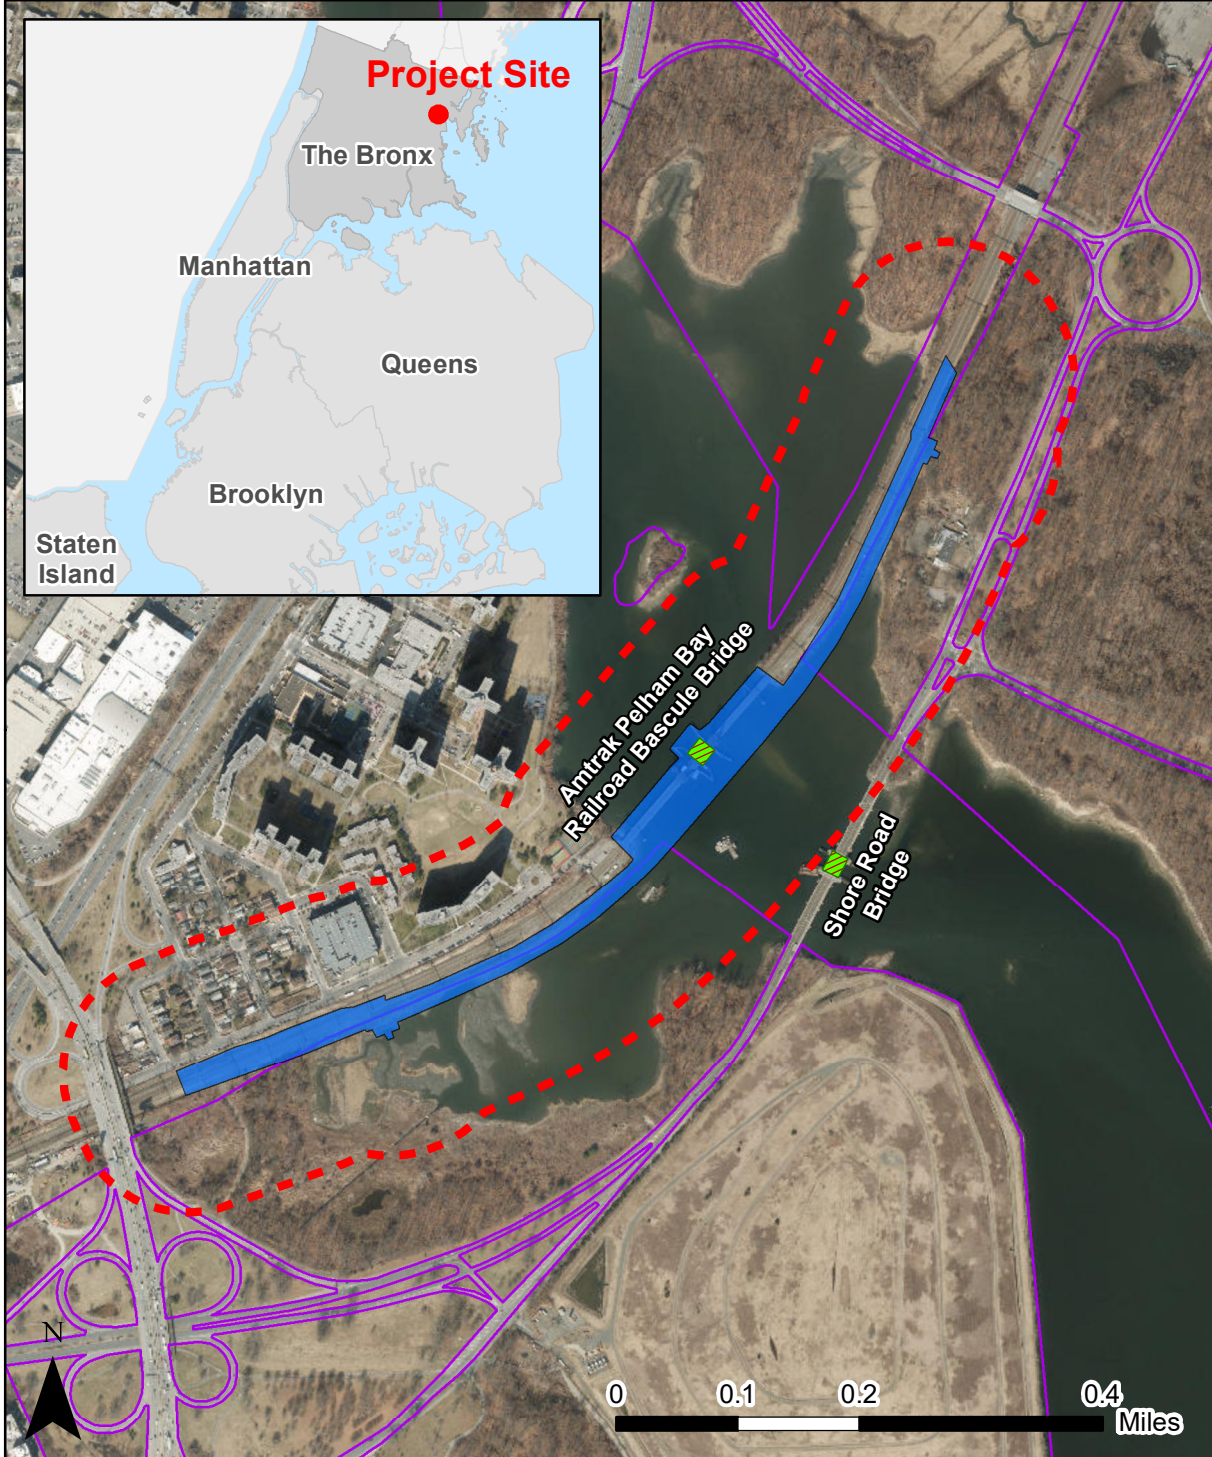 Project Site
The Bronx
Manhattan
Queens
Brooklyn
Staten
Island
Amtrak Pelham Bay
Railroad Bascule Bridge
Shore Road
Bridge
N
0 0.1 0.2 0.4
Miles